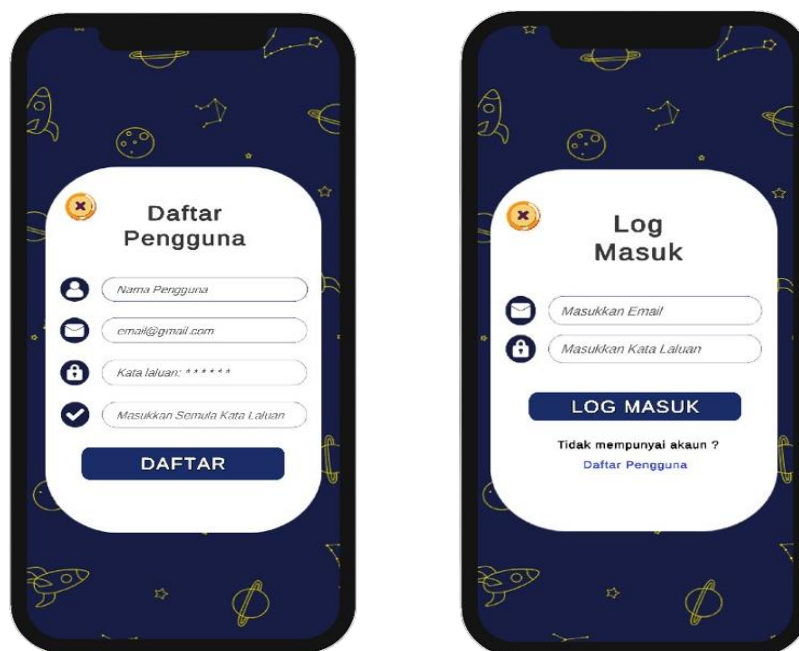 Daftar
Pengguna
Nama Pengguna
email@gmail.com
Kata laluan: ******
Masukkan Semula Kata Laluan
DAFTAR
Log
Masuk
Masukkan Email
Masukkan Kata Laluan
LOG MASUK
Tidak mempunyai akaun ?
Daftar Pengguna